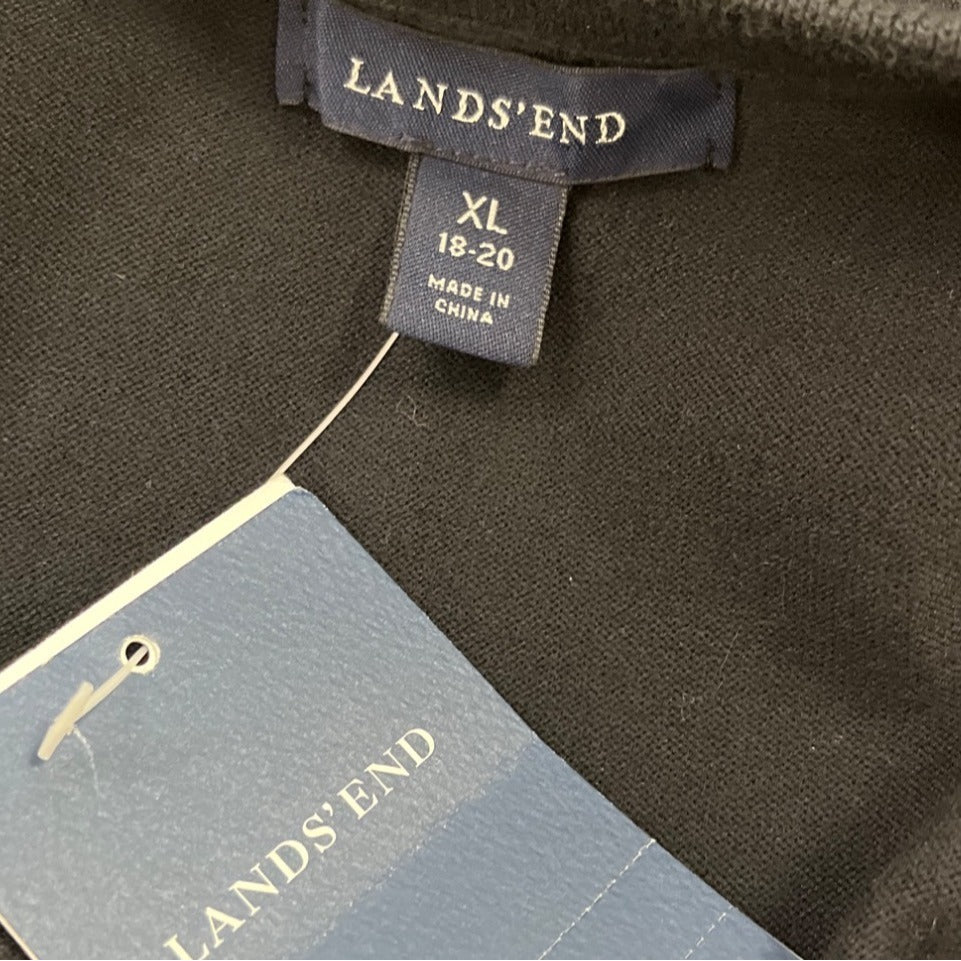 LANDS'END
XL
18-20
MADE IN
CHINA
LANDS'END